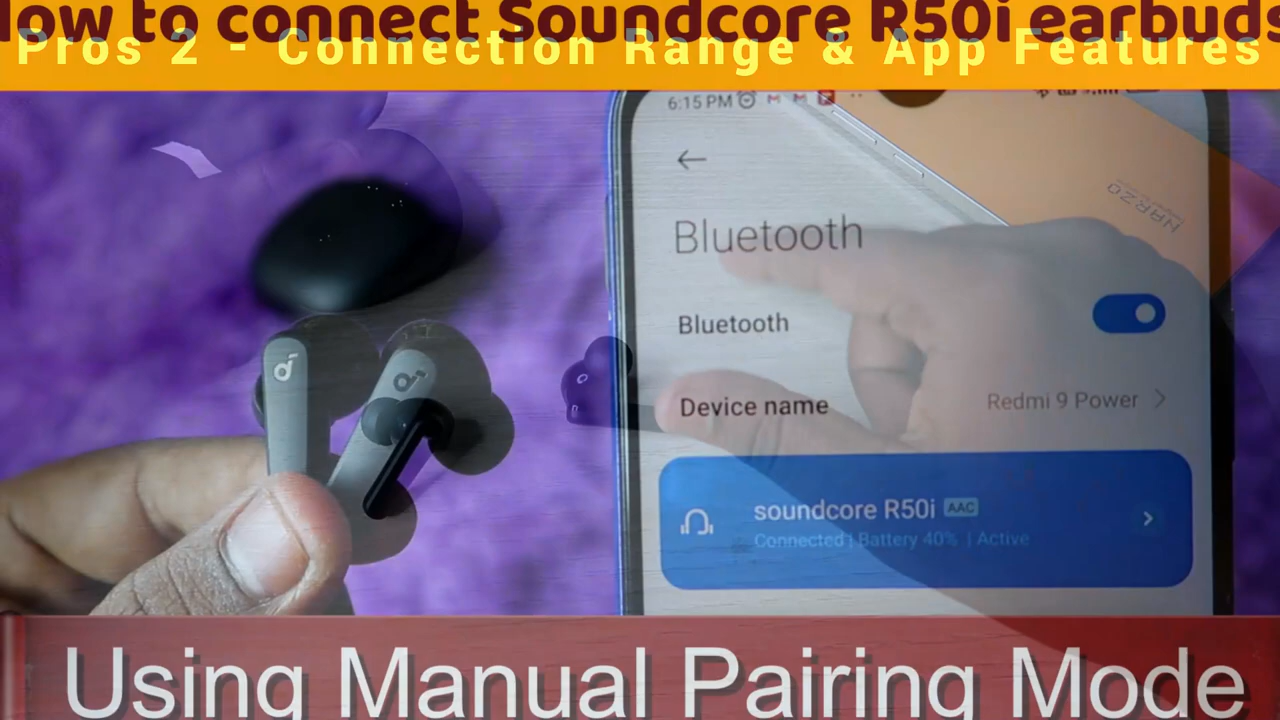 How to connect Soundcore R50i earbuds
Pros 2 - Connection Range & App Features
6:15 PM
NARZO
Bluetooth
Bluetooth
Device name
Redmi 9 Power
soundcore R50i AAC
Connected | Battery 40% | Active
Using Manual Pairing Mode